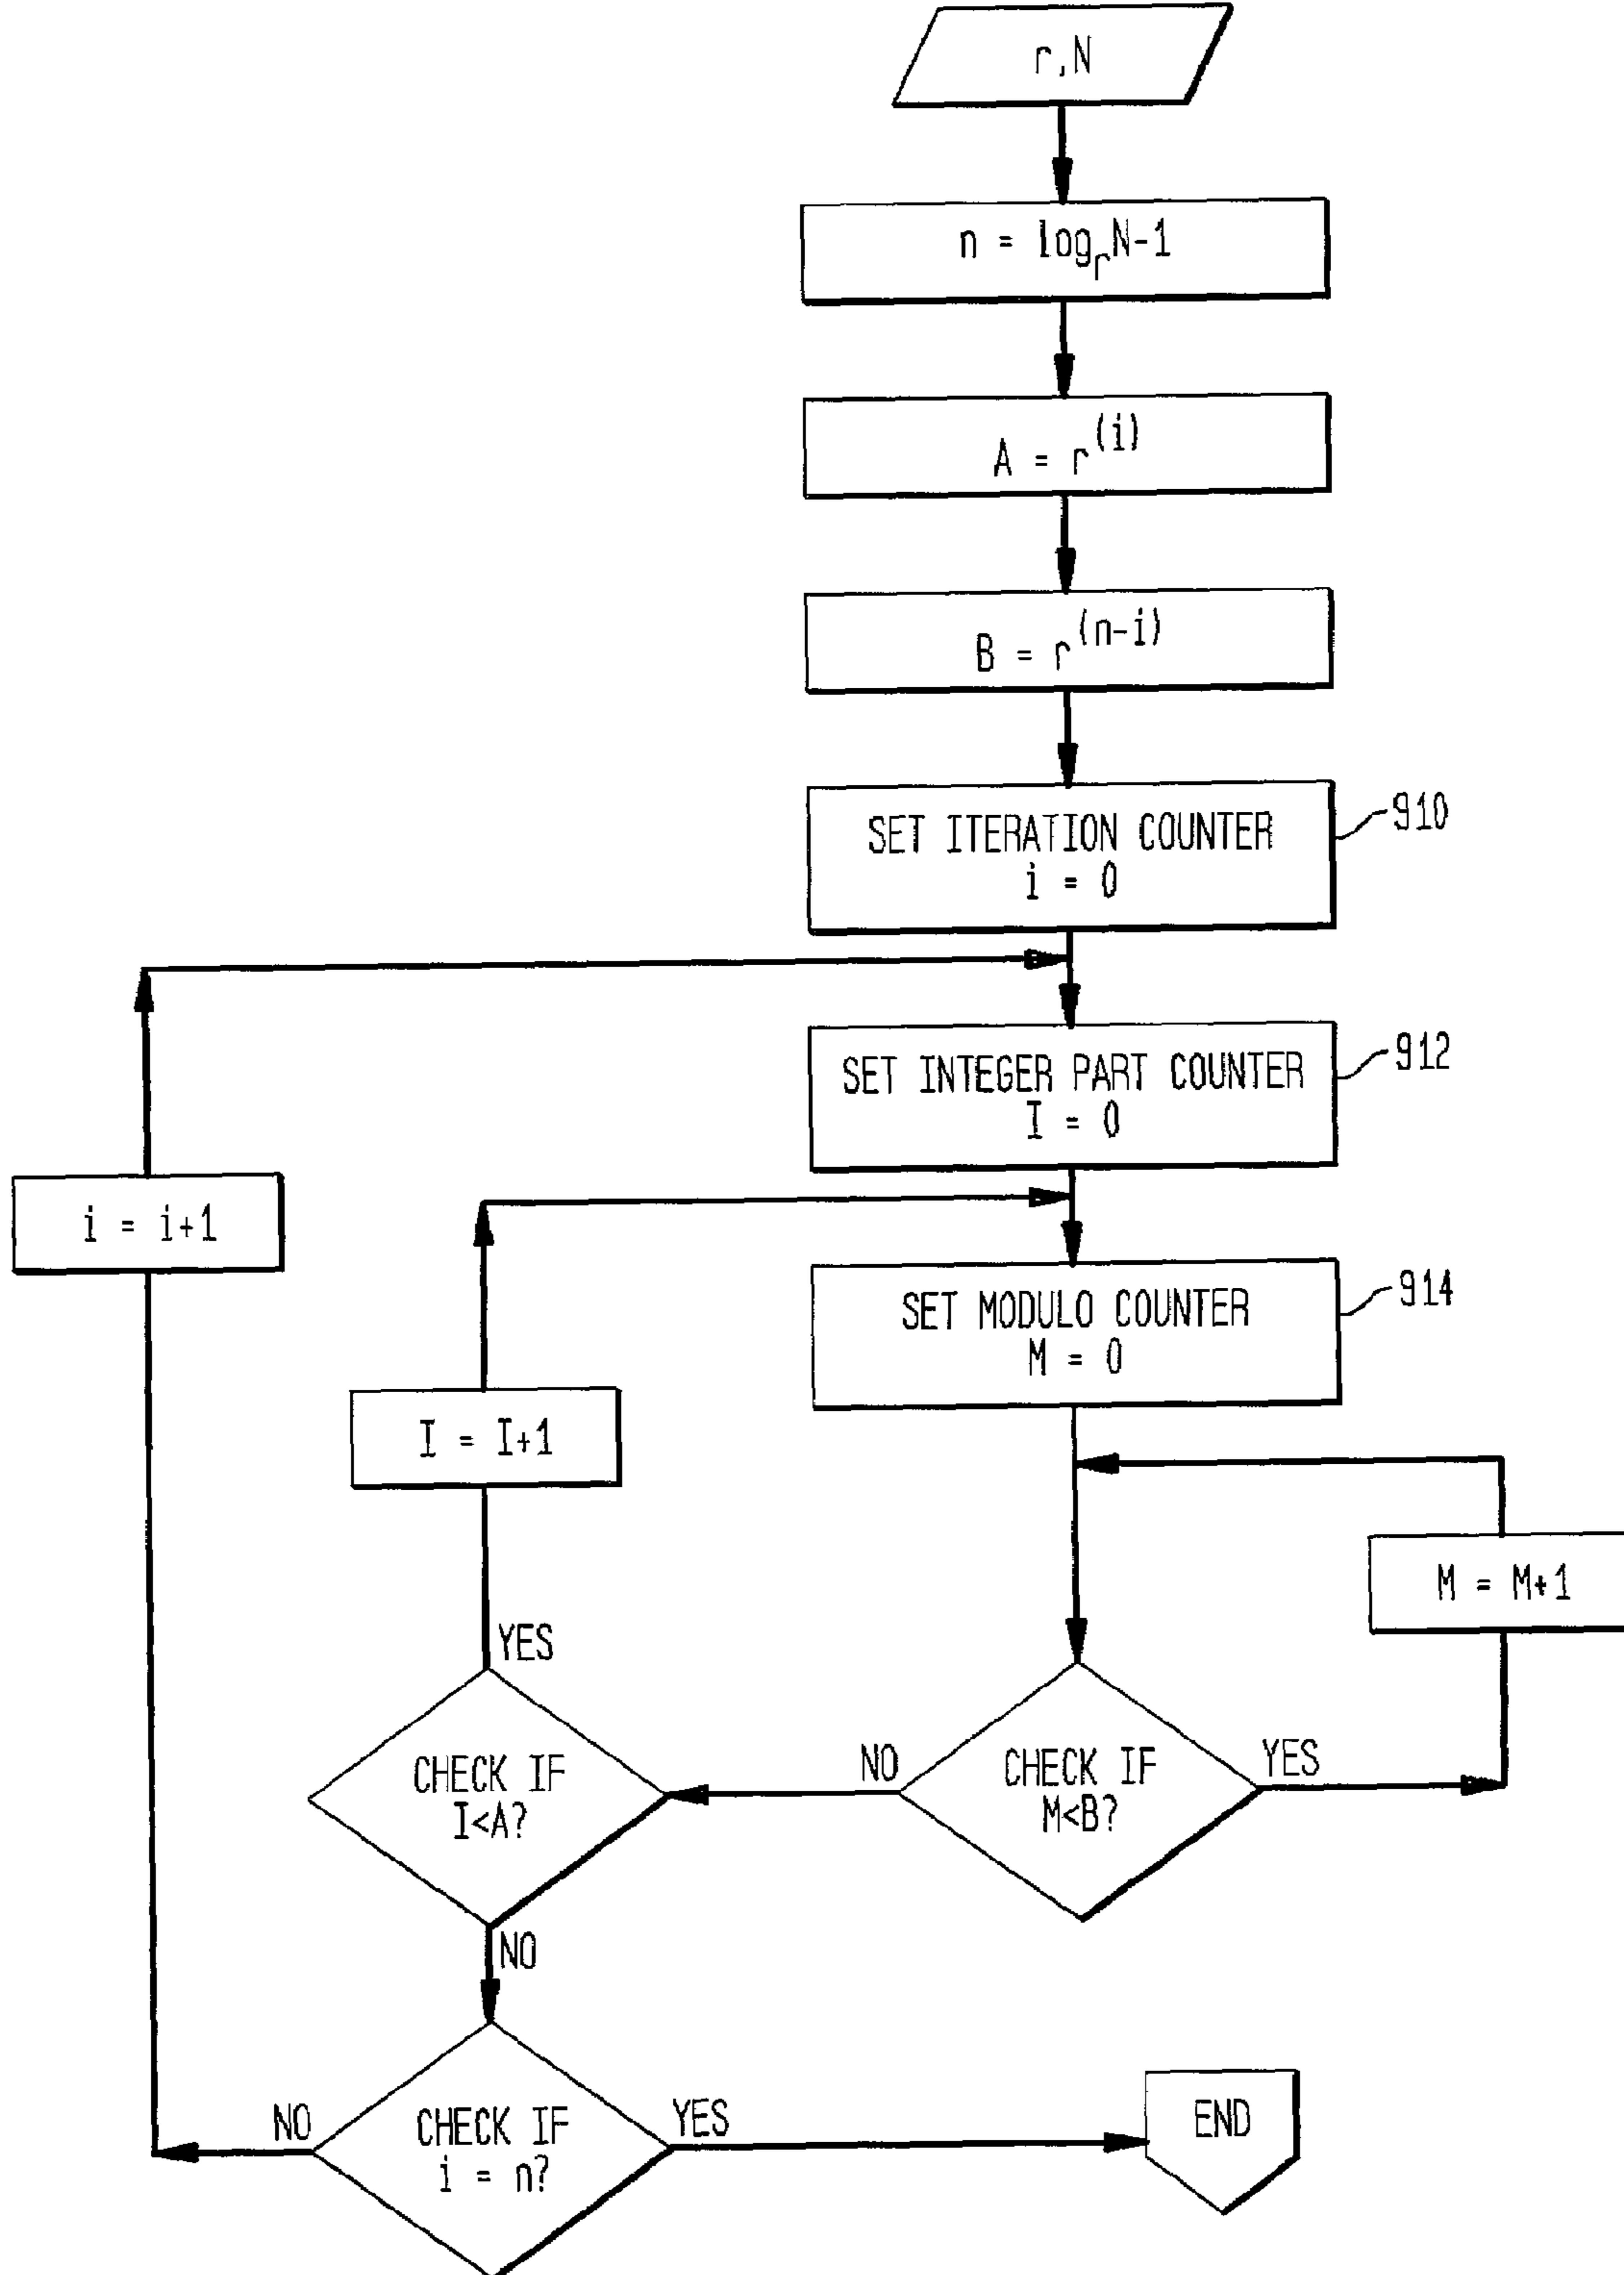 r,N
n = logrN-1
A = r(i)
B = r(n-i)
SET ITERATION COUNTER
i = 0
910
SET INTEGER PART COUNTER
I = 0
912
i = i+1
SET MODULO COUNTER
M = 0
914
I = I+1
M = M+1
YES
CHECK IF
I<A?
NO
CHECK IF
M<B?
YES
NO
NO
CHECK IF
i = n?
YES
END